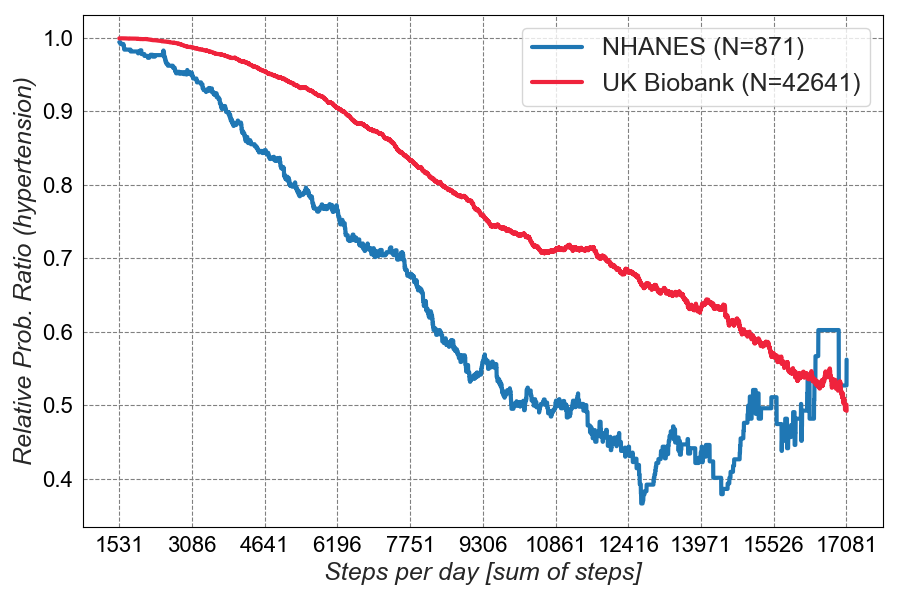 NHANES (N=871)
UK Biobank (N=42641)
Relative Prob. Ratio (hypertension)
1.0
0.9
0.8
0.7
0.6
0.5
0.4
1531 3086 4641 6196 7751 9306 10861 12416 13971 15526 17081
Steps per day [sum of steps]